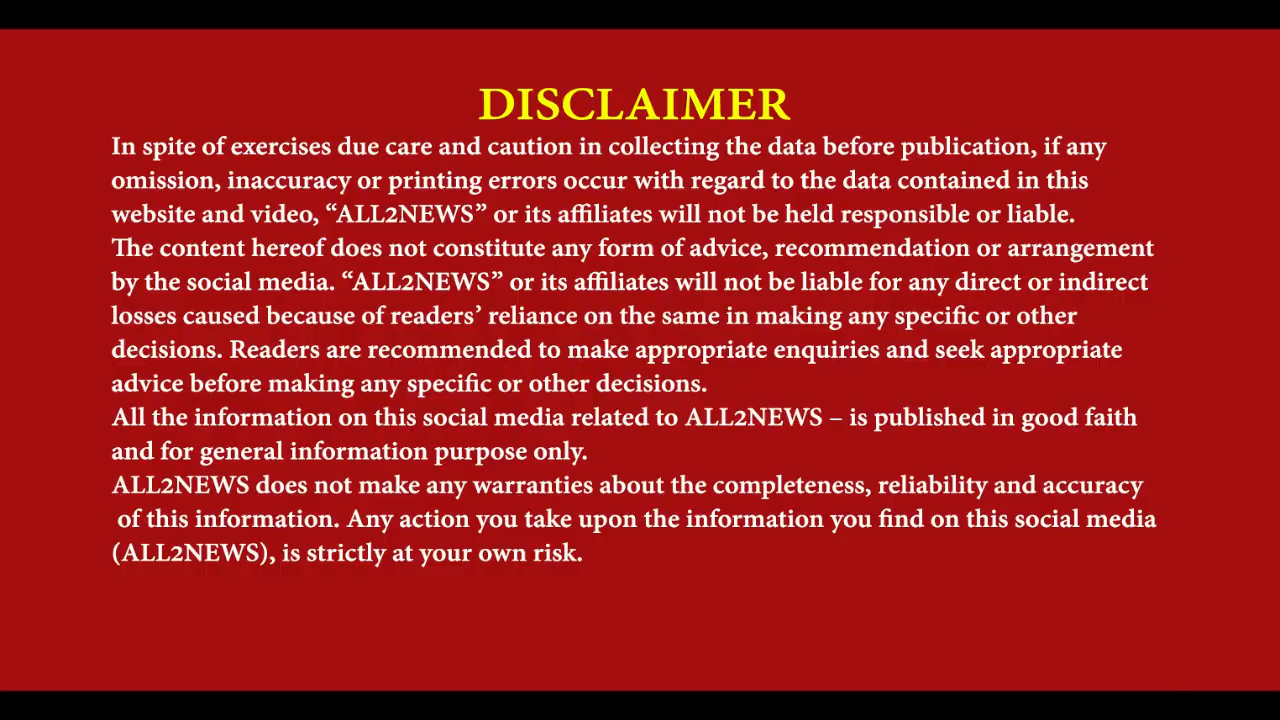 DISCLAIMER
In spite of exercises due care and caution in collecting the data before publication, if any
omission, inaccuracy or printing errors occur with regard to the data contained in this
website and video, “ALL2NEWS” or its affiliates will not be held responsible or liable.
The content hereof does not constitute any form of advice, recommendation or arrangement
by the social media. “ALL2NEWS” or its affiliates will not be liable for any direct or indirect
losses caused because of readers’ reliance on the same in making any specific or other
decisions. Readers are recommended to make appropriate enquiries and seek appropriate
advice before making any specific or other decisions.
All the information on this social media related to ALL2NEWS – is published in good faith
and for general information purpose only.
ALL2NEWS does not make any warranties about the completeness, reliability and accuracy
of this information. Any action you take upon the information you find on this social media
(ALL2NEWS), is strictly at your own risk.